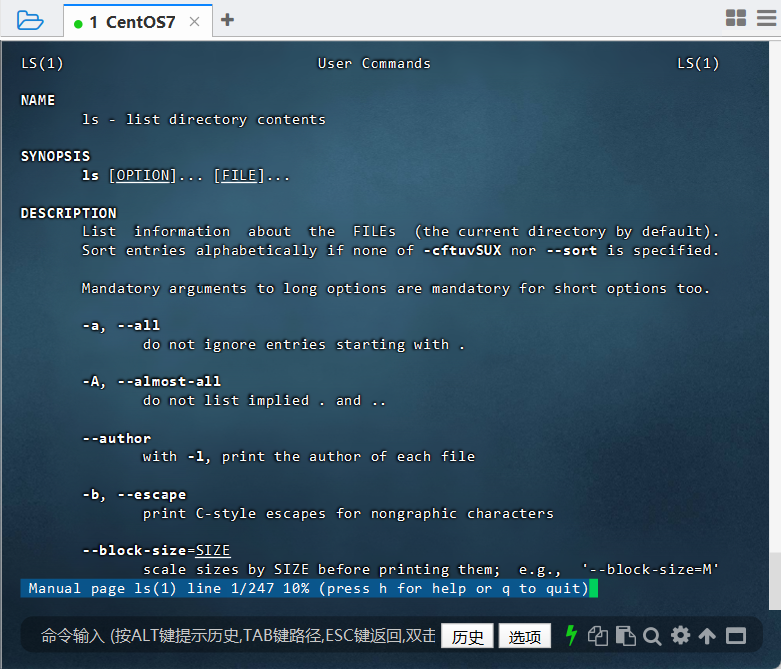 1 CentOS7
LS(1) User Commands LS(1)
NAME
ls - list directory contents
SYNOPSIS
ls [OPTION]... [FILE]...
DESCRIPTION
List information about the FILEs (the current directory by default).
Sort entries alphabetically if none of -cftuvSUX nor --sort is specified.
Mandatory arguments to long options are mandatory for short options too.
-a, --all
do not ignore entries starting with .
-A, --almost-all
do not list implied . and ..
--author
with -l, print the author of each file
-b, --escape
print C-style escapes for nongraphic characters
--block-size=SIZE
scale sizes by SIZE before printing them; e.g., '--block-size=M'
Manual page ls(1) line 1/247 10% (press h for help or q to quit)
命令输入 (按ALT键提示历史,TAB键路径,ESC键返回,双击 历史 选项